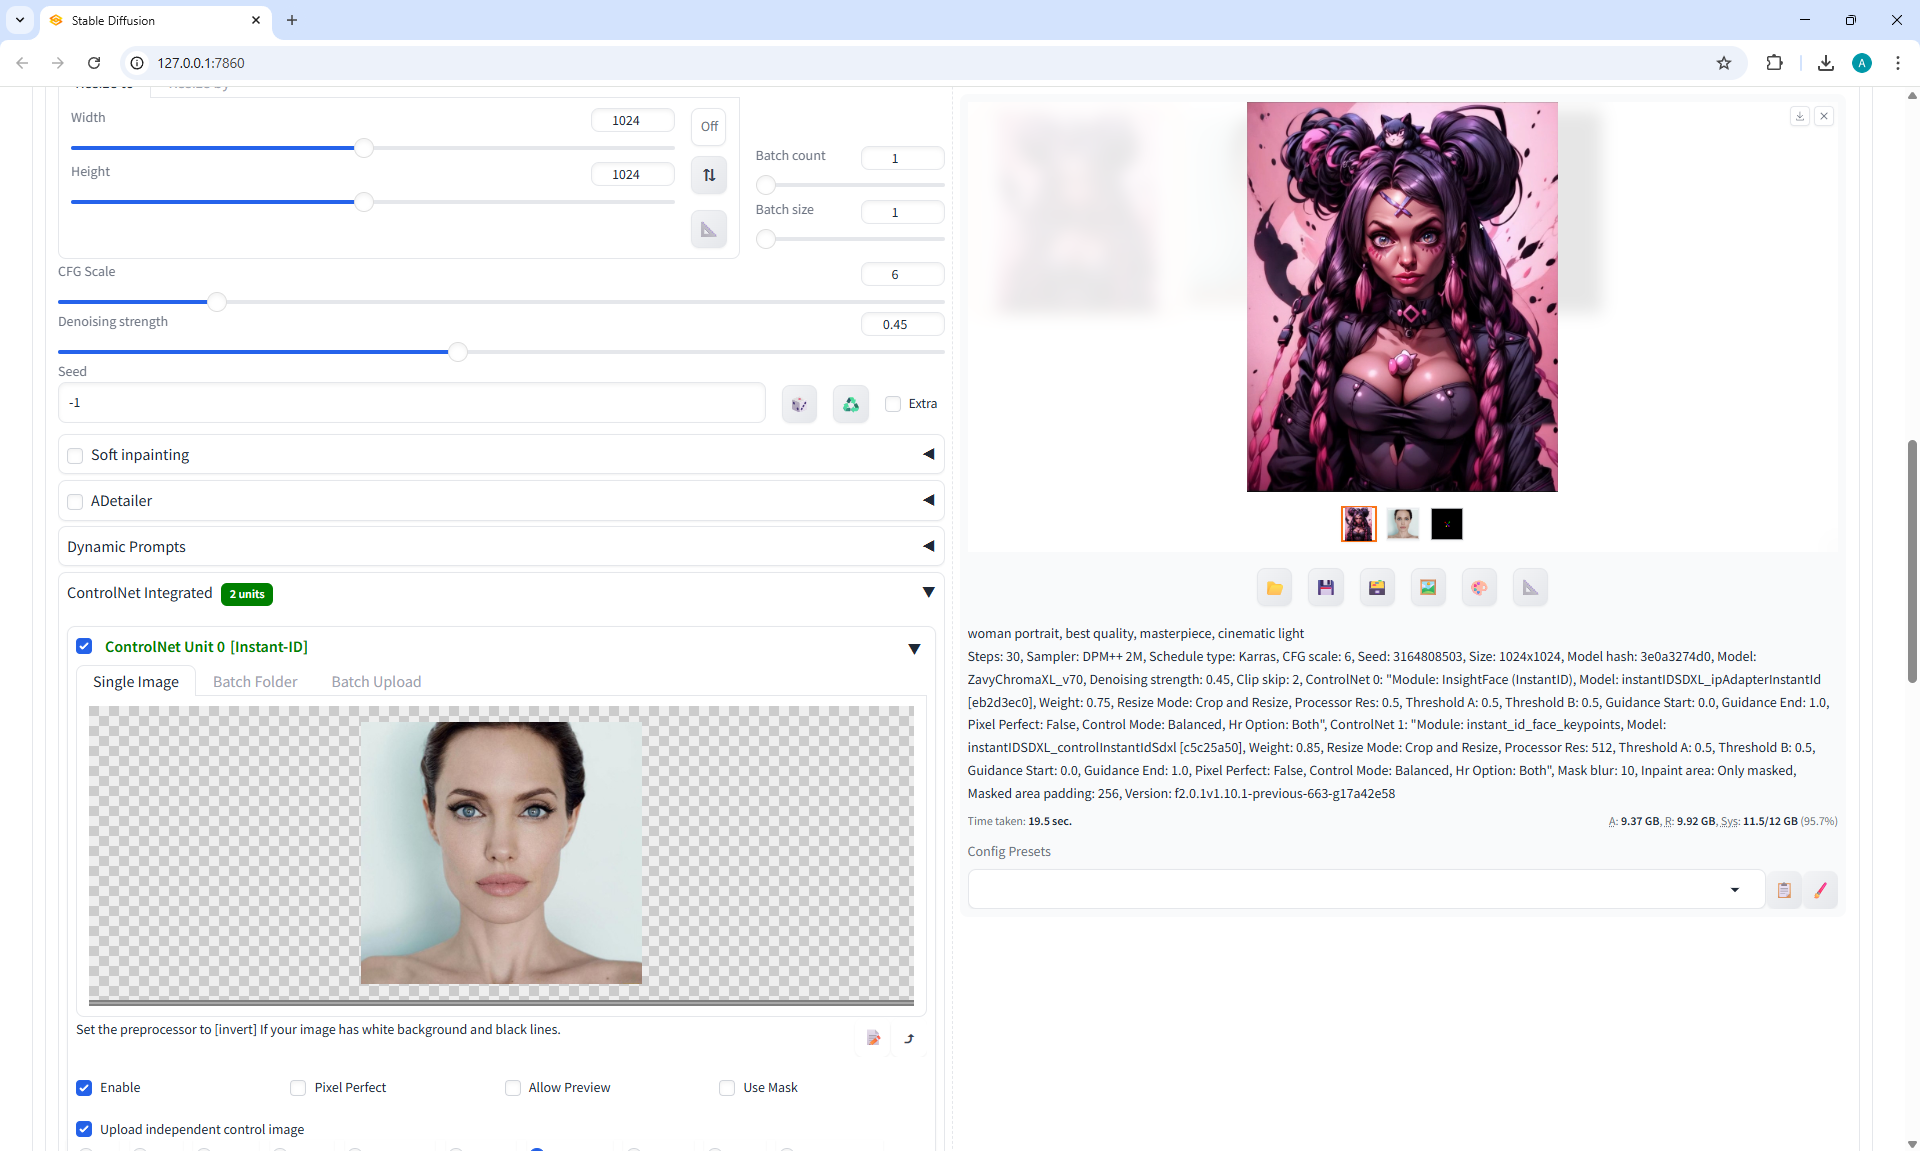 Stable Diffusion
127.0.0.1:7860
A
Width
1024
Off
Height
1024
Batch count
1
Batch size
1
CFG Scale
6
Denoising strength
0.45
Seed
-1
Extra
Soft inpainting
ADetailer
Dynamic Prompts
ControlNet Integrated
2 units
ControlNet Unit 0 [Instant-ID]
Single Image
Batch Folder
Batch Upload
Set the preprocessor to [invert] If your image has white background and black lines.
Enable
Pixel Perfect
Allow Preview
Use Mask
Upload independent control image
woman portrait, best quality, masterpiece, cinematic light
Steps: 30, Sampler: DPM++ 2M, Schedule type: Karras, CFG scale: 6, Seed: 3164808503, Size: 1024x1024, Model hash: 3e0a3274d0, Model:
ZavyChromaXL_v70, Denoising strength: 0.45, Clip skip: 2, ControlNet 0: "Module: InsightFace (InstantID), Model: instantIDSDXL_ipAdapterInstantId
[eb2d3ec0], Weight: 0.75, Resize Mode: Crop and Resize, Processor Res: 0.5, Threshold A: 0.5, Threshold B: 0.5, Guidance Start: 0.0, Guidance End: 1.0,
Pixel Perfect: False, Control Mode: Balanced, Hr Option: Both", ControlNet 1: "Module: instant_id_face_keypoints, Model:
instantIDSDXL_controlInstantIdSdxl [c5c25a50], Weight: 0.85, Resize Mode: Crop and Resize, Processor Res: 512, Threshold A: 0.5, Threshold B: 0.5,
Guidance Start: 0.0, Guidance End: 1.0, Pixel Perfect: False, Control Mode: Balanced, Hr Option: Both", Mask blur: 10, Inpaint area: Only masked,
Masked area padding: 256, Version: f2.0.1v1.10.1-previous-663-g17a42e58
Time taken: 19.5 sec.
A: 9.37 GB, R: 9.92 GB, Sys: 11.5/12 GB (95.7%)
Config Presets